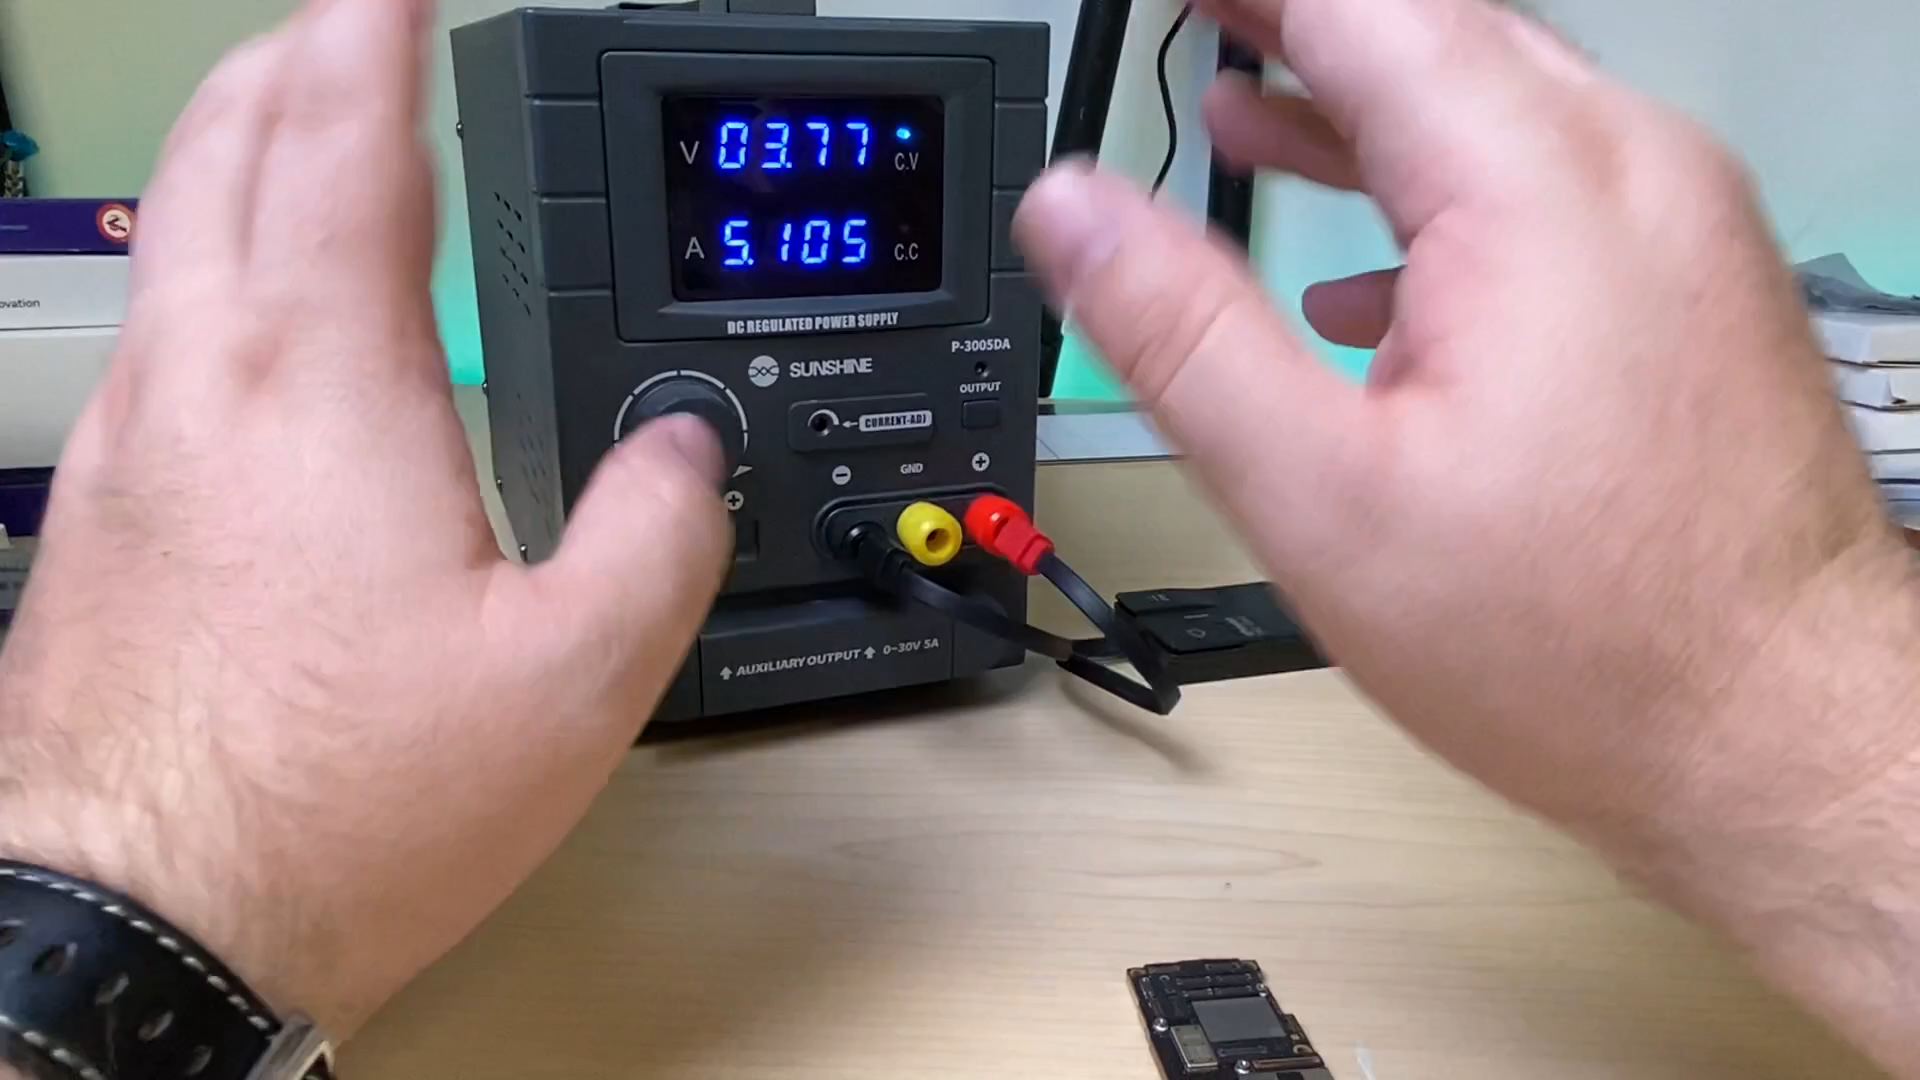 V 03.77 C.V
A 5.105 C.C
DC REGULATED POWER SUPPLY
SUNSHINE
P-3005DA
OUTPUT
CURRENT-ADJ
GND
AUXILIARY OUTPUT 0-30V 5A
ovation